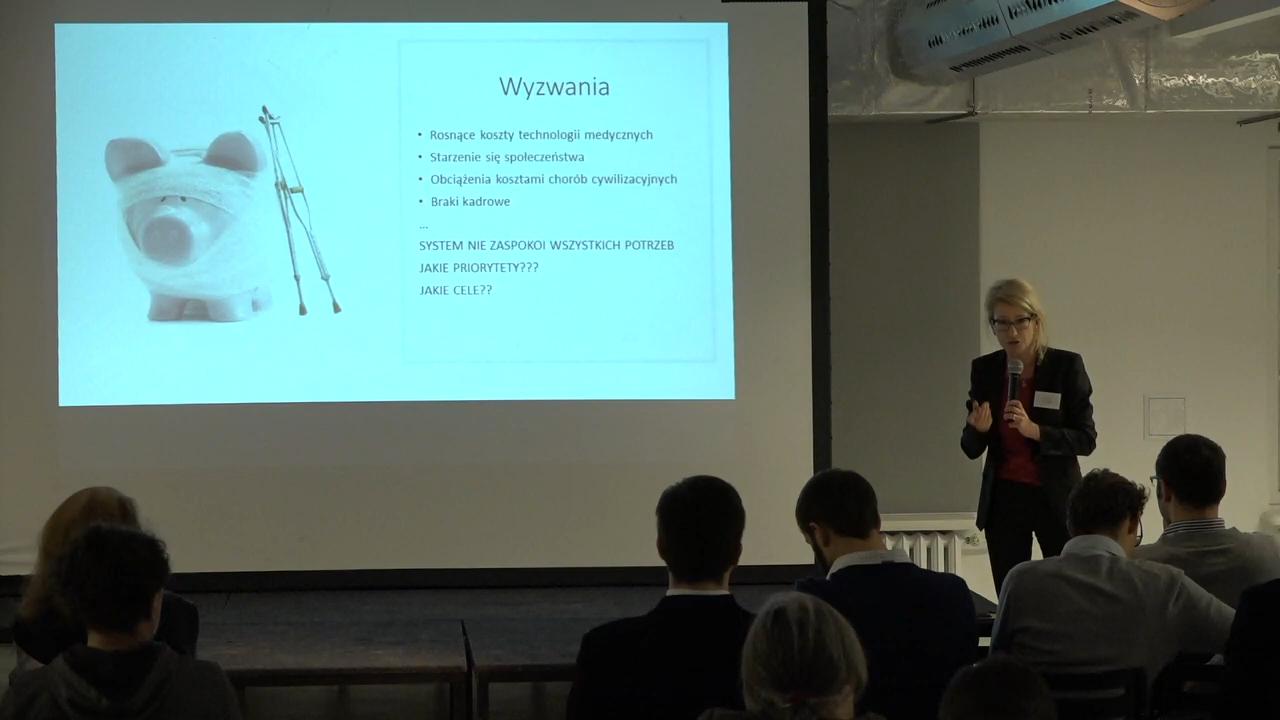 Wyzwania
• Rosnące koszty technologii medycznych
• Starzenie się społeczeństwa
• Obciążenia kosztami chorób cywilizacyjnych
• Braki kadrowe
...
SYSTEM NIE ZASPOKOI WSZYSTKICH POTRZEB
JAKIE PRIORYTETY???
JAKIE CELE??